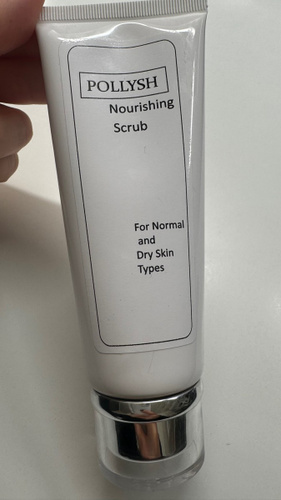 POLLYSH
Nourishing
Scrub
For Normal
and
Dry Skin
Types